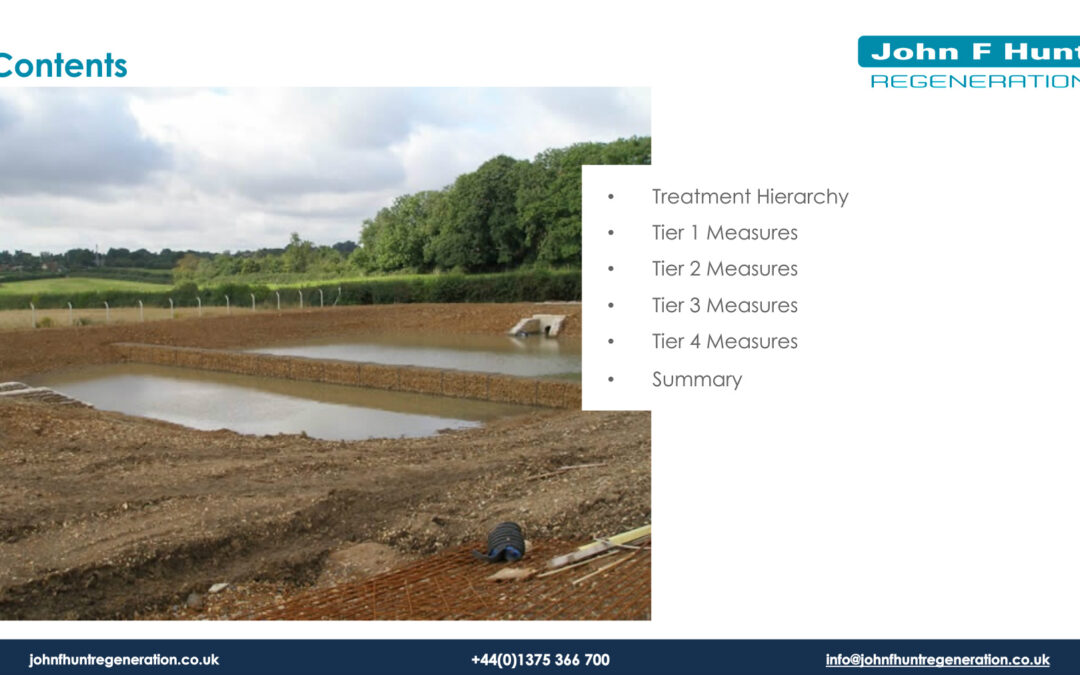 Contents
John F Hunt
REGENERATION
• Treatment Hierarchy
• Tier 1 Measures
• Tier 2 Measures
• Tier 3 Measures
• Tier 4 Measures
• Summary
johnfhuntregeneration.co.uk
+44(0)1375 366 700
info@johnfhuntregeneration.co.uk